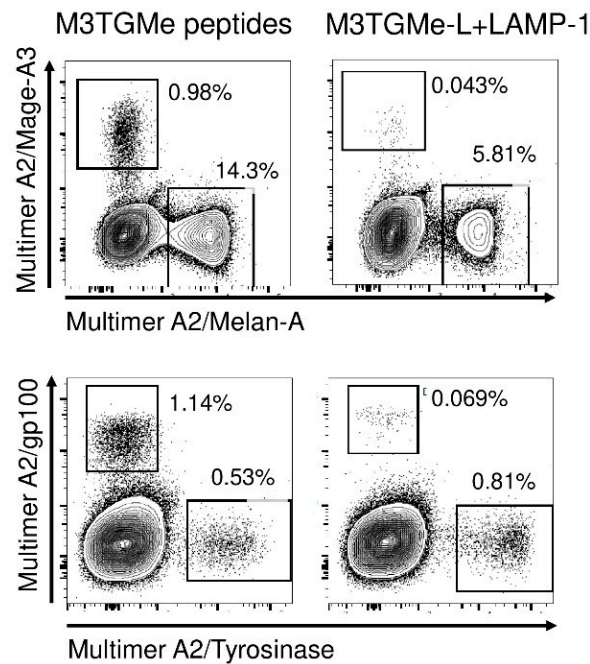 M3TGMe peptides
M3TGMe-L+LAMP-1
Multimer A2/Mage-A3
0.98%
14.3%
0.043%
5.81%
Multimer A2/Melan-A
Multimer A2/gp100
1.14%
0.53%
0.069%
0.81%
Multimer A2/Tyrosinase